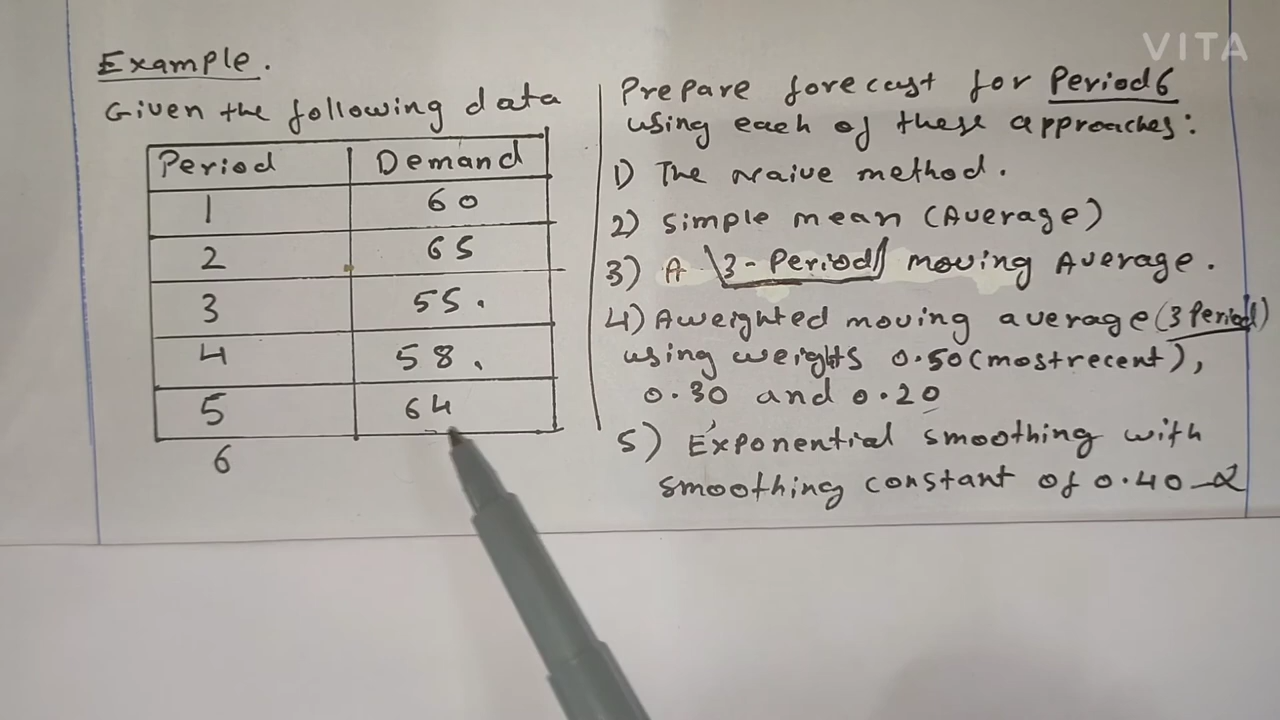 VITA
Example.
Given the following data
Period Demand
1 60
2 65
3 55.
4 58.
5 64
6
Prepare forecast for Period 6
using each of these approaches:
1) The Naive method.
2) simple mean (Average)
3) A 3-Period moving Average.
4) A weighted moving average (3 Period)
using weights 0.50 (most recent),
0.30 and 0.20
5) Exponential smoothing with
smoothing constant of 0.40 - α